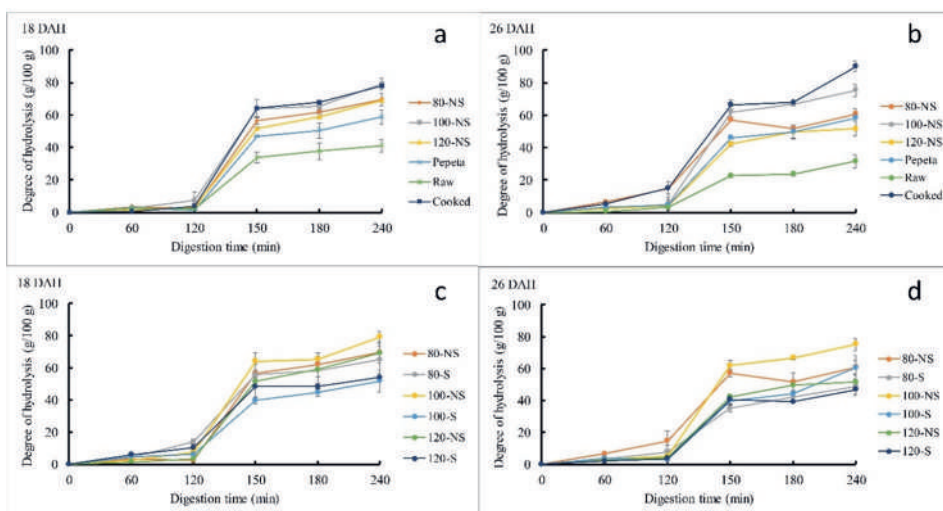 18 DAH
a
Degree of hydrolysis (g/100 g)
100
80
60
40
20
0
0 60 120 150 180 240
Digestion time (min)
80-NS
100-NS
120-NS
Pepeta
Raw
Cooked
26 DAH
b
Degree of hydrolysis (g/100 g)
100
80
60
40
20
0
0 60 120 150 180 240
Digestion time (min)
80-NS
100-NS
120-NS
Pepeta
Raw
Cooked
18 DAH
c
Degree of hydrolysis (g/100 g)
100
80
60
40
20
0
0 60 120 150 180 240
Digestion time (min)
80-NS
80-S
100-NS
100-S
120-NS
120-S
26 DAH
d
Degree of hydrolysis (g/100 g)
100
80
60
40
20
0
0 60 120 150 180 240
Digestion time (min)
80-NS
80-S
100-NS
100-S
120-NS
120-S